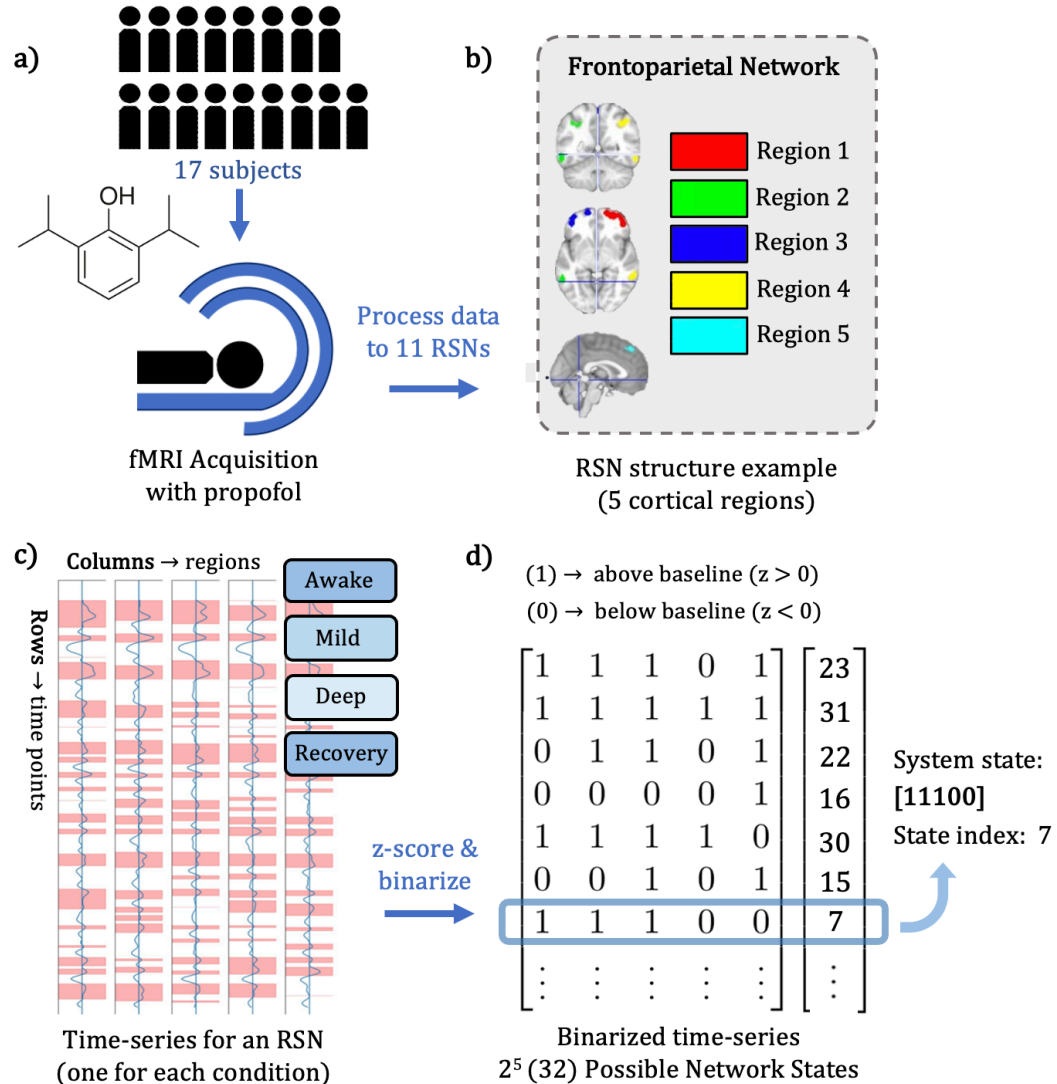 a)
17 subjects
OH
Process data
to 11 RSNs
fMRI Acquisition
with propofol
b)
Frontoparietal Network
Region 1
Region 2
Region 3
Region 4
Region 5
RSN structure example
(5 cortical regions)
c)
Columns → regions
Rows → time points
Awake
Mild
Deep
Recovery
z-score &
binarize
Time-series for an RSN
(one for each condition)
d)
(1) → above baseline (z > 0)
(0) → below baseline (z < 0)
1 1 1 0 1 23
1 1 1 1 1 31
0 1 1 0 1 22
0 0 0 0 1 16
1 1 1 1 0 30
0 0 1 0 1 15
1 1 1 0 0 7
⋮ ⋮ ⋮ ⋮ ⋮ ⋮
System state:
[11100]
State index: 7
Binarized time-series
2⁵ (32) Possible Network States